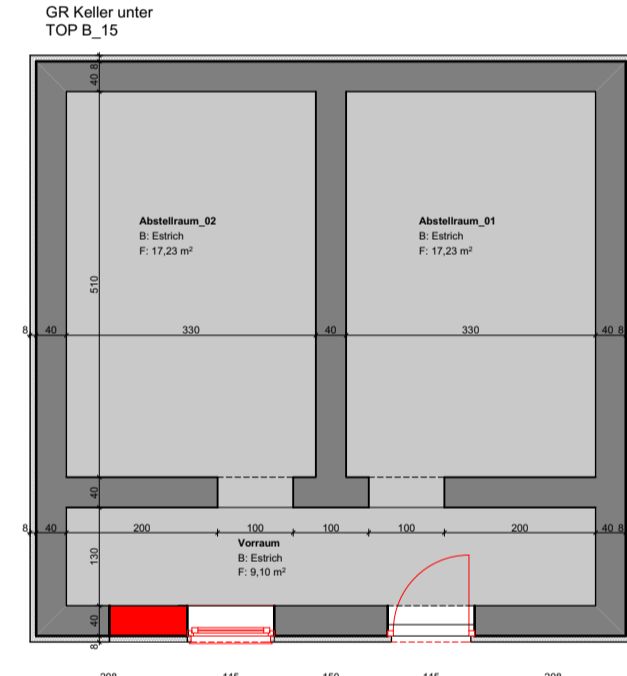 GR Keller unter
TOP B_15
8
40
Abstellraum_02
B: Estrich
F: 17,23 m²
Abstellraum_01
B: Estrich
F: 17,23 m²
510
8 40 330 40 330 40 8
40
8 40 200 100 100 100 200 40 8
130
Vorraum
B: Estrich
F: 9,10 m²
40
8